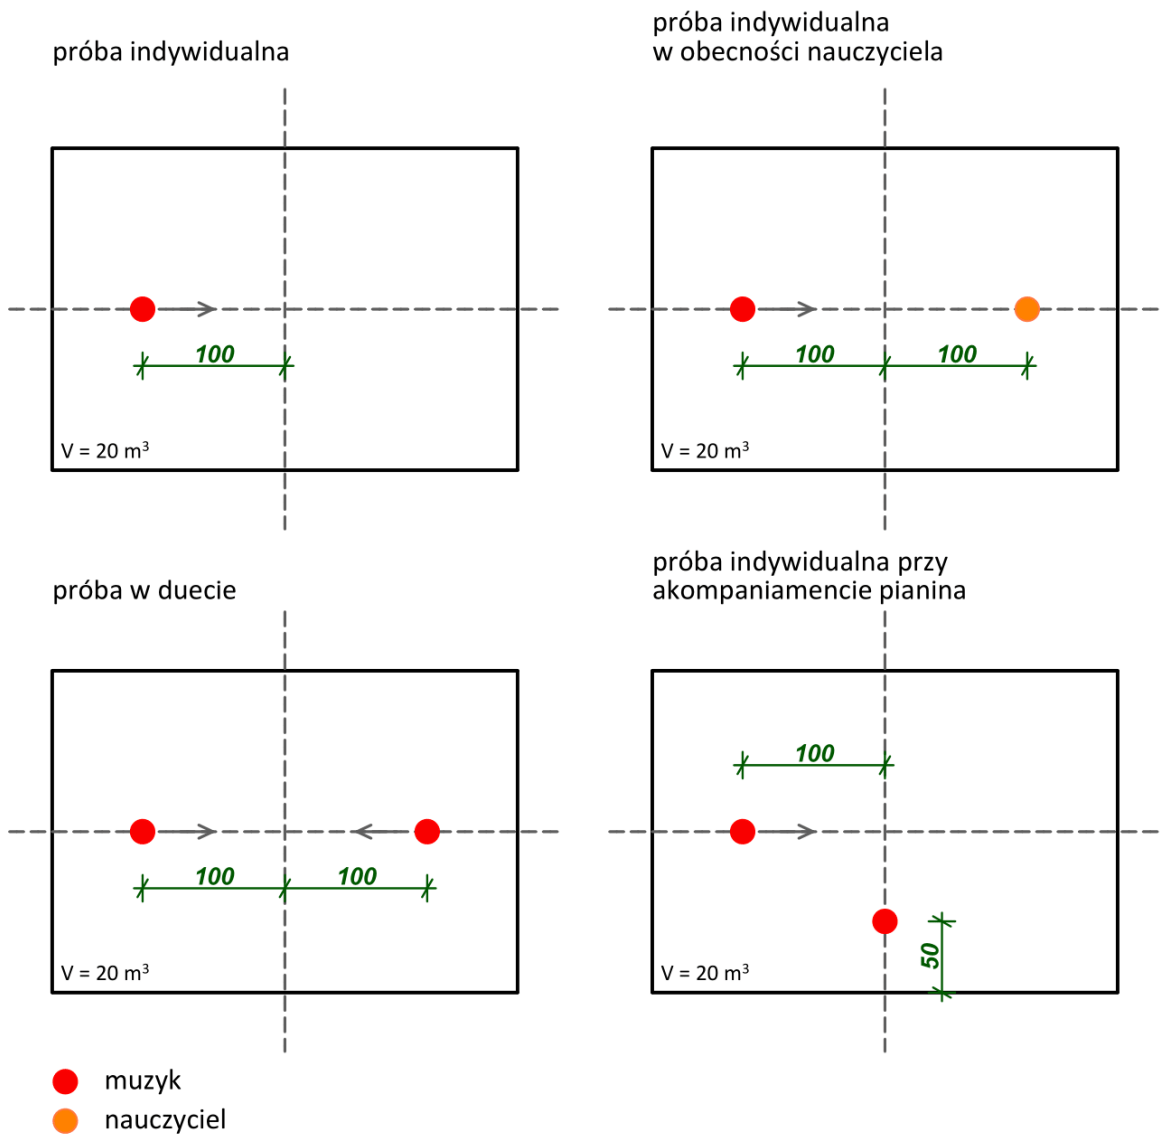 próba indywidualna
100
V = 20 m³
próba indywidualna
w obecności nauczyciela
100
100
V = 20 m³
próba w duecie
100
100
V = 20 m³
próba indywidualna przy
akompaniamencie pianina
100
50
V = 20 m³
muzyk
nauczyciel